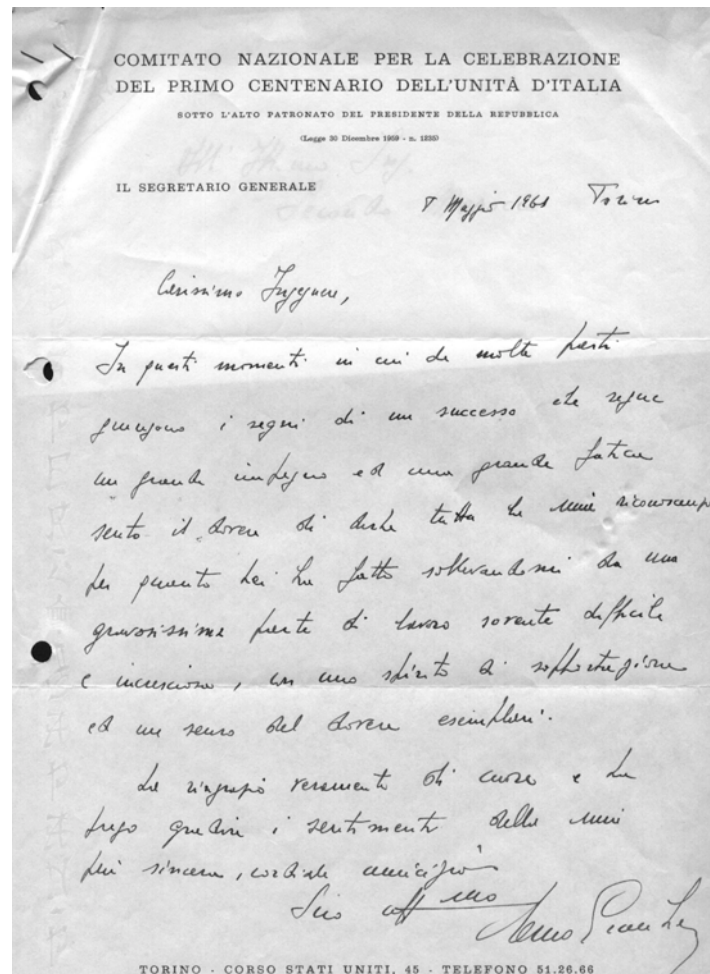 COMITATO NAZIONALE PER LA CELEBRAZIONE
DEL PRIMO CENTENARIO DELL'UNITÀ D'ITALIA
SOTTO L'ALTO PATRONATO DEL PRESIDENTE DELLA REPUBBLICA
(Legge 30 Dicembre 1959 - n. 1235)
IL SEGRETARIO GENERALE
8 Maggio 1961 Torino
Carissimo Ingegnere,
In questi momenti in cui da molte parti
giungono i segni di un successo che segue
un grande impegno ed una grande fatica
sento il dovere di dirLe tutta la mia riconoscenza
per quanto Lei ha fatto sollevandomi da una
gravosissima parte di lavoro sovente difficile
e increscioso, con uno spirito di sopportazione
ed un senso del dovere esemplari.
La ringrazio veramente di cuore e La
prego gradire i sentimenti della mia
più sincera, cordiale amicizia
Suo aff.mo
TORINO - CORSO STATI UNITI, 45 - TELEFONO 51.26.66